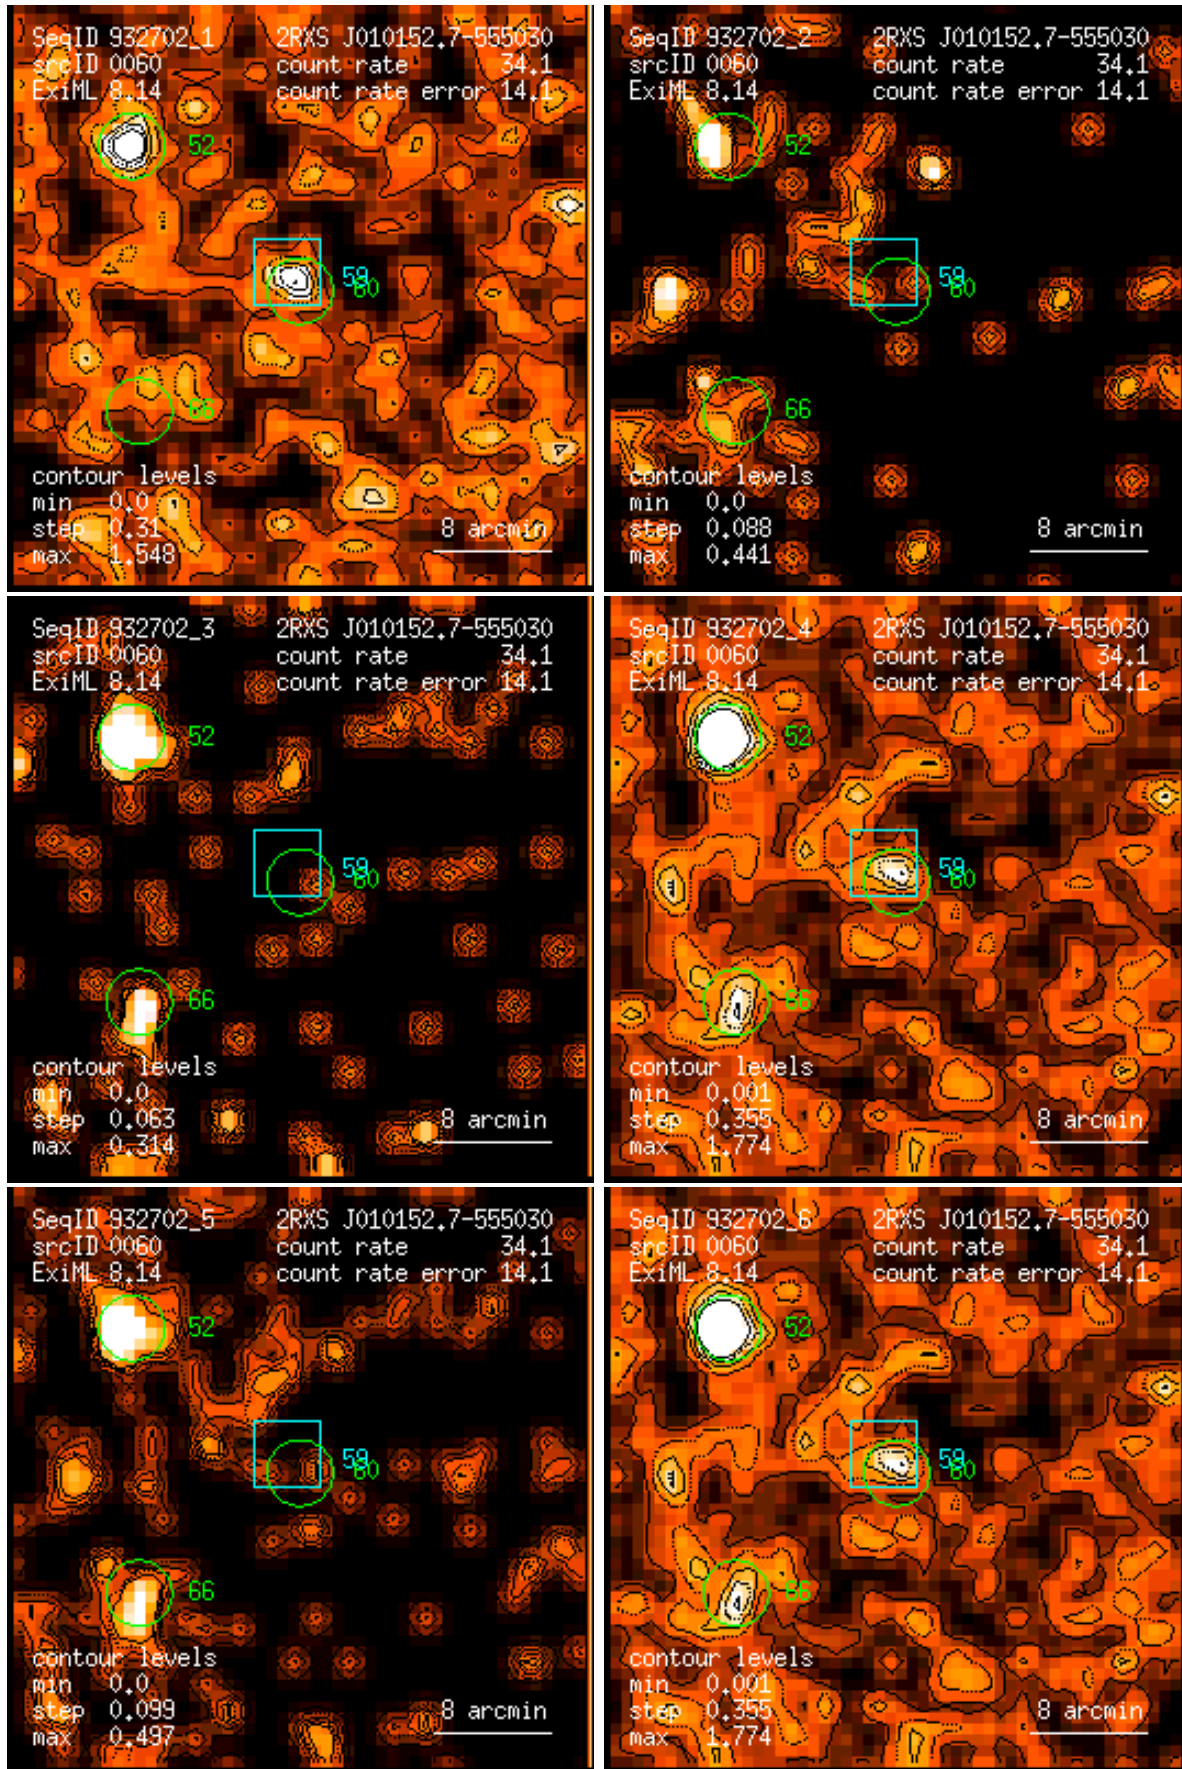 SeqID 932702_1 2RXS J010152.7-555030
srcID 0060 count rate 34.1
ExiML 8.14 count rate error 14.1
52
59
60
66
contour levels
min 0.0
step 0.31 8 arcmin
max 1.548
SeqID 932702_2 2RXS J010152.7-555030
srcID 0060 count rate 34.1
ExiML 8.14 count rate error 14.1
52
59
60
66
contour levels
min 0.0
step 0.088 8 arcmin
max 0.441
SeqID 932702_3 2RXS J010152.7-555030
srcID 0060 count rate 34.1
ExiML 8.14 count rate error 14.1
52
59
60
66
contour levels
min 0.0
step 0.063 8 arcmin
max 0.314
SeqID 932702_4 2RXS J010152.7-555030
srcID 0060 count rate 34.1
ExiML 8.14 count rate error 14.1
52
59
60
66
contour levels
min 0.001
step 0.355 8 arcmin
max 1.774
SeqID 932702_5 2RXS J010152.7-555030
srcID 0060 count rate 34.1
ExiML 8.14 count rate error 14.1
52
59
60
66
contour levels
min 0.0
step 0.099 8 arcmin
max 0.497
SeqID 932702_6 2RXS J010152.7-555030
srcID 0060 count rate 34.1
ExiML 8.14 count rate error 14.1
52
59
60
66
contour levels
min 0.001
step 0.355 8 arcmin
max 1.774